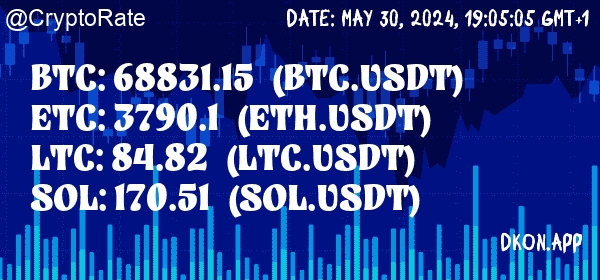 @CryptoRate
DATE: MAY 30, 2024, 19:05:05 GMT+1
BTC: 68831.15 (BTC.USDT)
ETC: 3790.1 (ETH.USDT)
LTC: 84.82 (LTC.USDT)
SOL: 170.51 (SOL.USDT)
DKON.APP